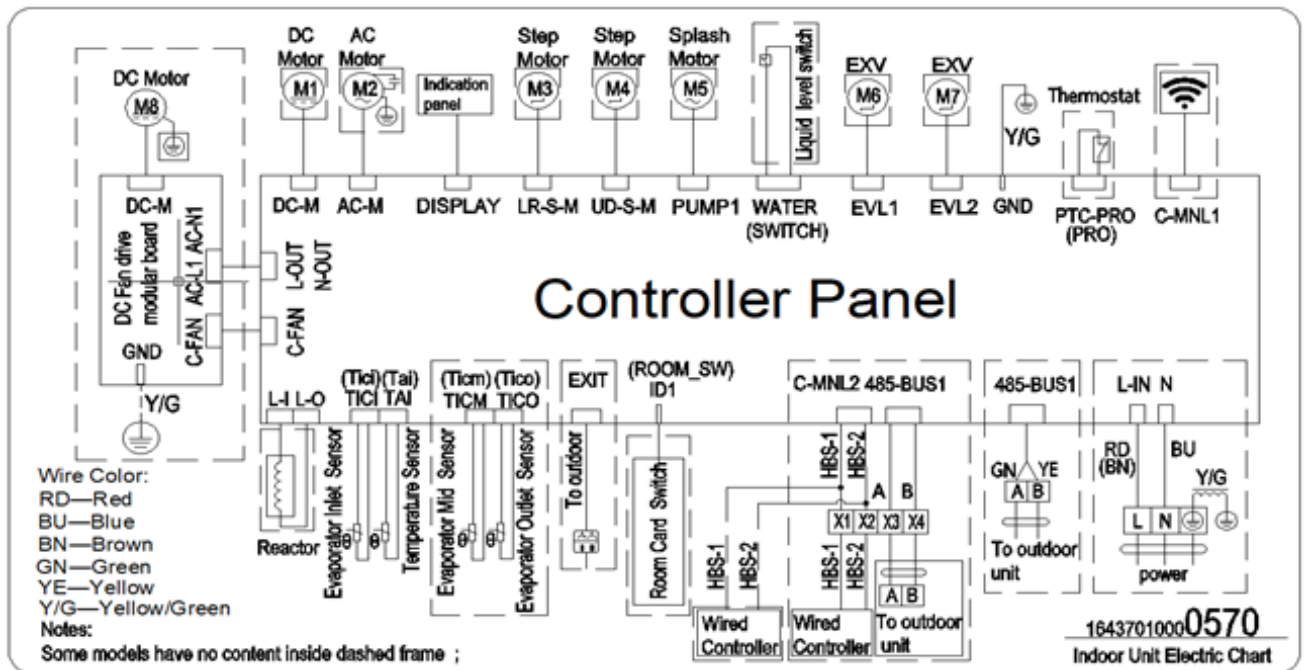 DC Motor
M8
DC-M
DC Fan drive
modular board
AC-L1 AC-N1
C-FAN
GND
Y/G
DC
Motor
M1
AC
Motor
M2
Indication
panel
Step
Motor
M3
Step
Motor
M4
Splash
Motor
M5
Liquid level switch
EXV
M6
EXV
M7
Y/G
Thermostat
DC-M
AC-M
DISPLAY
LR-S-M
UD-S-M
PUMP1
WATER
(SWITCH)
EVL1
EVL2
GND
PTC-PRO
(PRO)
C-MNL1
L-OUT
N-OUT
C-FAN
Controller Panel
L-I L-O
(Tici) (Tai)
TICI TAI
(Ticm) (Tico)
TICM TICO
EXIT
(ROOM_SW)
ID1
C-MNL2 485-BUS1
485-BUS1
L-IN N
Reactor
Evaporator Inlet Sensor
θ
θ
Temperature Sensor
Evaporator Mid Sensor
θ
θ
Evaporator Outlet Sensor
To outdoor
Room Card Switch
HBS-1
HBS-2
A B
X1 X2 X3 X4
HBS-1
HBS-2
HBS-1
HBS-2
A B
Wired
Controller
Wired
Controller
To outdoor
unit
GN YE
A B
To outdoor
unit
RD
(BN)
BU
Y/G
L N
power
Wire Color:
RD—Red
BU—Blue
BN—Brown
GN—Green
YE—Yellow
Y/G—Yellow/Green
Notes:
Some models have no content inside dashed frame ;
16437010000570
Indoor Unit Electric Chart